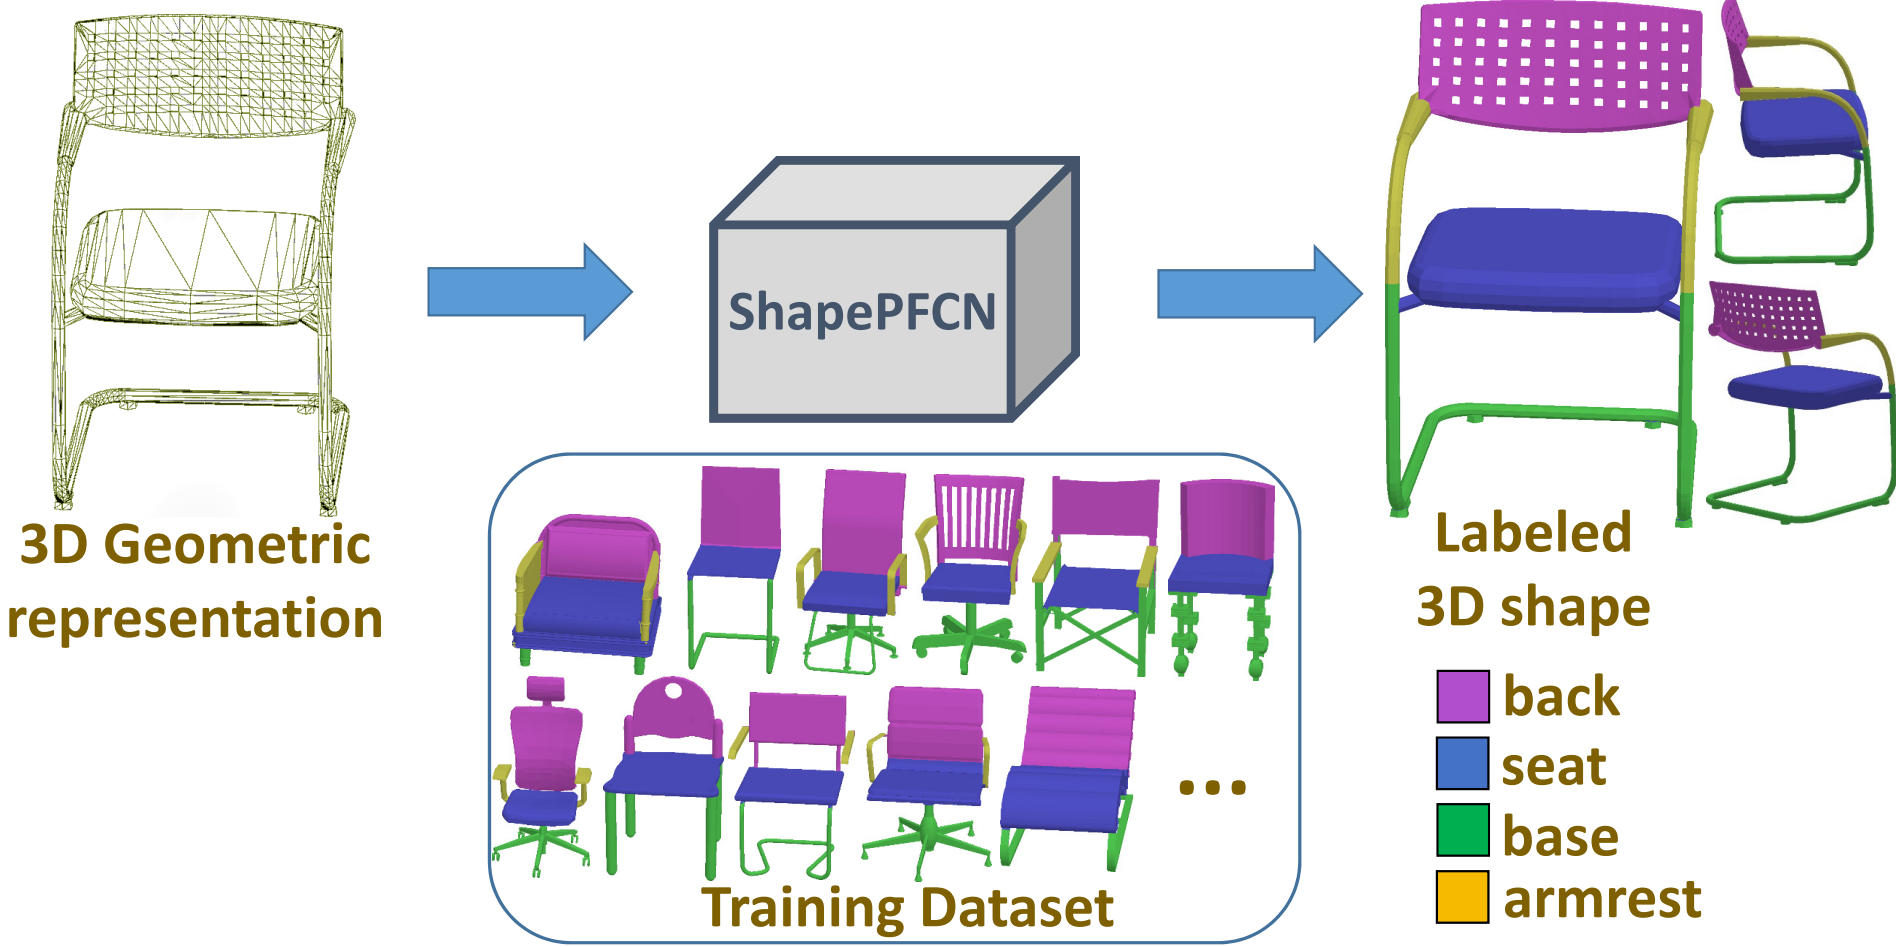 3D Geometric
representation
ShapePFCN
Training Dataset
...
Labeled
3D shape
back
seat
base
armrest